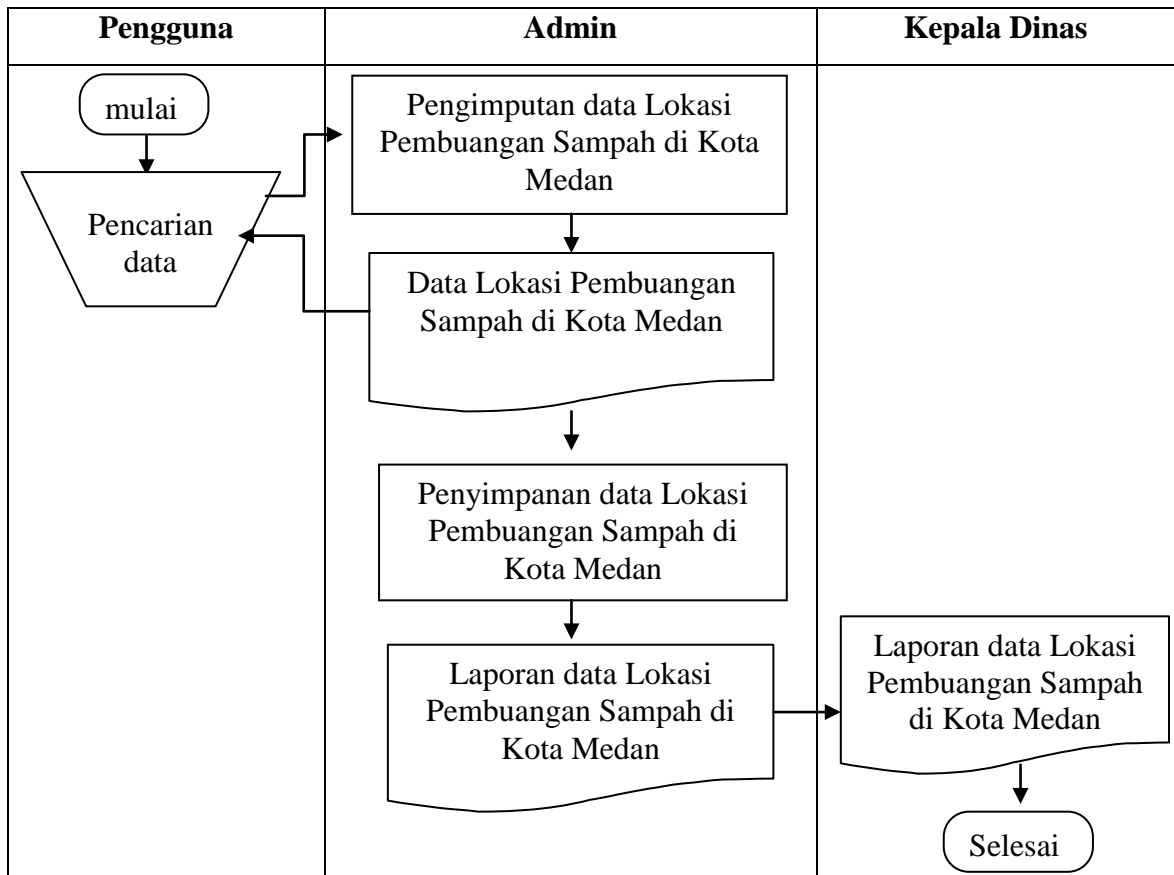 Pengguna
Admin
Kepala Dinas
mulai
Pencarian
data
Pengimputan data Lokasi
Pembuangan Sampah di Kota
Medan
Data Lokasi Pembuangan
Sampah di Kota Medan
Penyimpanan data Lokasi
Pembuangan Sampah di
Kota Medan
Laporan data Lokasi
Pembuangan Sampah di
Kota Medan
Laporan data Lokasi
Pembuangan Sampah
di Kota Medan
Selesai